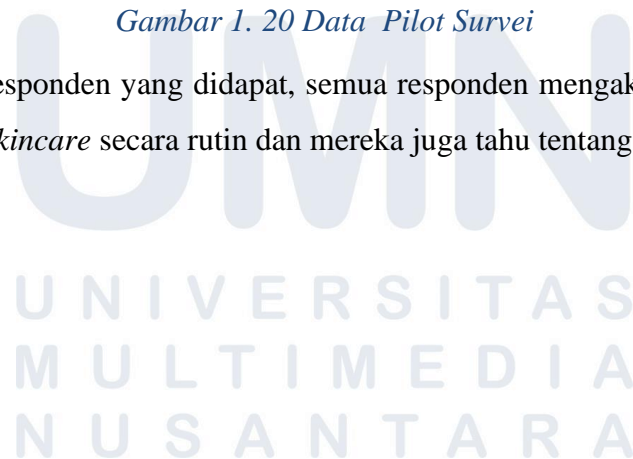 Gambar 1. 20 Data Pilot Survei
esponden yang didapat, semua responden mengak
kincare secara rutin dan mereka juga tahu tentang
UMN
UNIVERSITAS
MULTIMEDIA
NUSANTARA